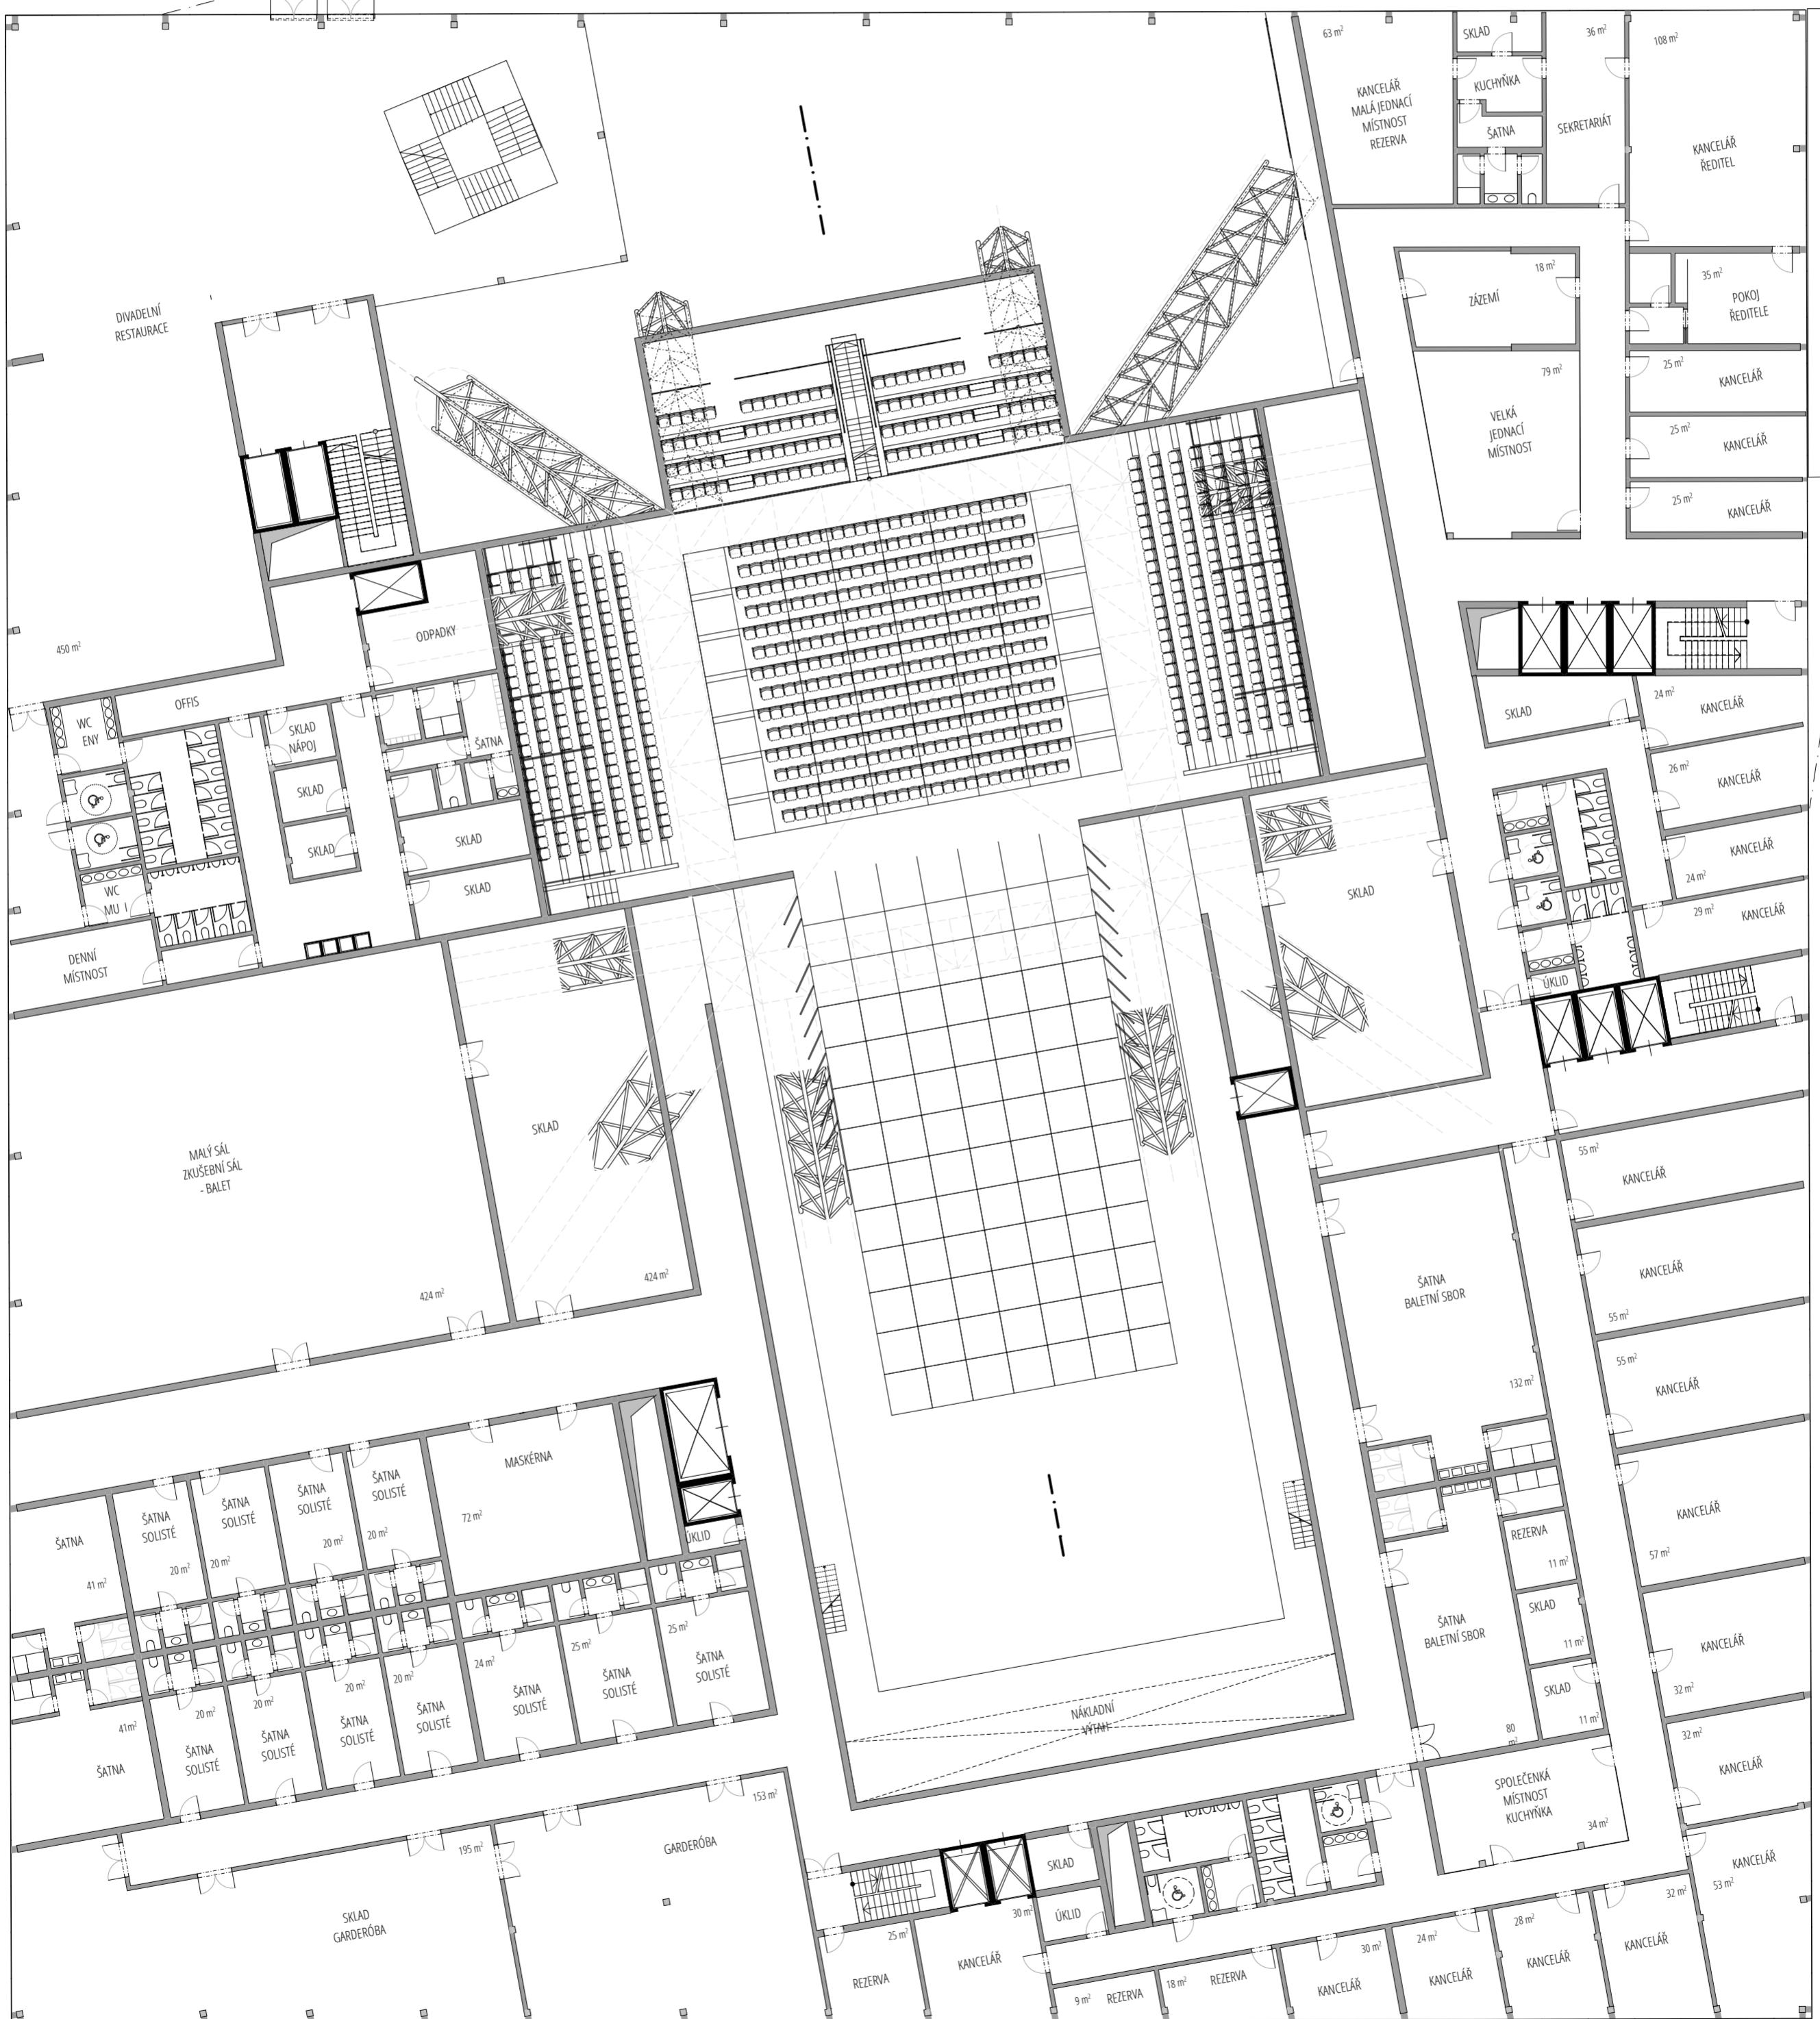 63 m²
KANCELÁŘ
MALÁ JEDNACÍ
MÍSTNOST
REZERVA
SKLAD
KUCHYŇKA
ŠATNA
36 m²
SEKRETARIÁT
108 m²
KANCELÁŘ
ŘEDITEL
18 m²
ZÁZEMÍ
35 m²
POKOJ
ŘEDITELE
79 m²
VELKÁ
JEDNACÍ
MÍSTNOST
25 m²
KANCELÁŘ
25 m²
KANCELÁŘ
25 m²
KANCELÁŘ
DIVADELNÍ
RESTAURACE
450 m²
ODPADKY
OFFIS
WC
ENY
SKLAD
NÁPOJ
ŠATNA
SKLAD
SKLAD
SKLAD
SKLAD
WC
MU I
DENNÍ
MÍSTNOST
SKLAD
24 m²
KANCELÁŘ
26 m²
KANCELÁŘ
KANCELÁŘ
24 m²
29 m²
KANCELÁŘ
SKLAD
ÚKLID
MALÝ SÁL
ZKUŠEBNÍ SÁL
- BALET
424 m²
SKLAD
424 m²
55 m²
KANCELÁŘ
KANCELÁŘ
55 m²
55 m²
KANCELÁŘ
KANCELÁŘ
57 m²
KANCELÁŘ
32 m²
32 m²
KANCELÁŘ
KANCELÁŘ
53 m²
ŠATNA
BALETNÍ SBOR
132 m²
REZERVA
11 m²
SKLAD
11 m²
SKLAD
11 m²
ŠATNA
BALETNÍ SBOR
80
m²
MASKÉRNA
72 m²
ÚKLID
ŠATNA
41 m²
ŠATNA
SOLISTÉ
20 m²
ŠATNA
SOLISTÉ
20 m²
ŠATNA
SOLISTÉ
20 m²
ŠATNA
SOLISTÉ
20 m²
41m²
ŠATNA
20 m²
ŠATNA
SOLISTÉ
20 m²
ŠATNA
SOLISTÉ
20 m²
ŠATNA
SOLISTÉ
20 m²
ŠATNA
SOLISTÉ
24 m²
ŠATNA
SOLISTÉ
25 m²
ŠATNA
SOLISTÉ
25 m²
ŠATNA
SOLISTÉ
NÁKLADNÍ
VÝTAH
SPOLEČENKÁ
MÍSTNOST
KUCHYŇKA
34 m²
153 m²
GARDERÓBA
195 m²
SKLAD
GARDERÓBA
SKLAD
ÚKLID
25 m²
REZERVA
30 m²
KANCELÁŘ
9 m²
REZERVA
18 m²
REZERVA
30 m²
KANCELÁŘ
24 m²
KANCELÁŘ
28 m²
KANCELÁŘ
32 m²
KANCELÁŘ